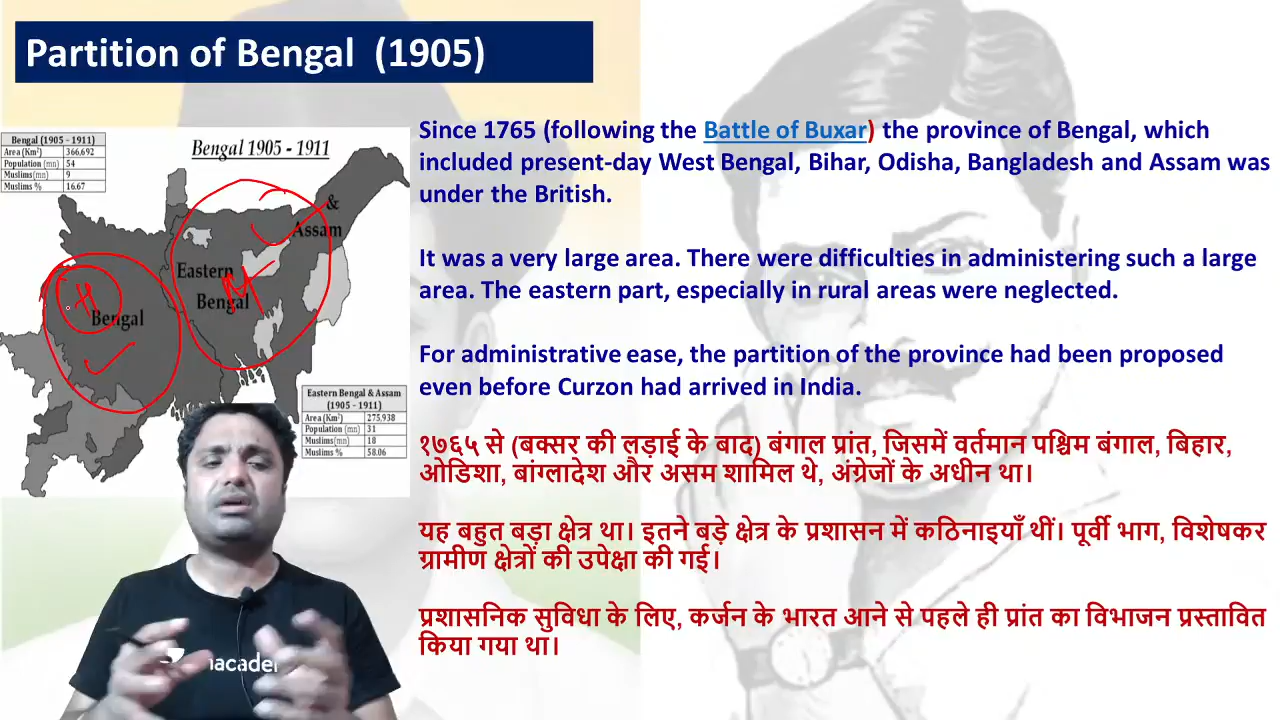 Partition of Bengal (1905)
Bengal (1905 - 1911)
Area (Km²) 366,692
Population (mn) 54
Muslims(mn) 9
Muslims % 16.67
Bengal 1905 - 1911
&
Assam
Eastern
Bengal
M
H
Bengal
Eastern Bengal & Assam
(1905 - 1911)
Area (Km²) 275,938
Population (mn) 31
Muslims(mn) 18
Muslims % 58.06
Since 1765 (following the Battle of Buxar) the province of Bengal, which
included present-day West Bengal, Bihar, Odisha, Bangladesh and Assam was
under the British.
It was a very large area. There were difficulties in administering such a large
area. The eastern part, especially in rural areas were neglected.
For administrative ease, the partition of the province had been proposed
even before Curzon had arrived in India.
१७६५ से (बक्सर की लड़ाई के बाद) बंगाल प्रांत, जिसमें वर्तमान पश्चिम बंगाल, बिहार,
ओडिशा, बांग्लादेश और असम शामिल थे, अंग्रेजों के अधीन था।
यह बहुत बड़ा क्षेत्र था। इतने बड़े क्षेत्र के प्रशासन में कठिनाइयाँ थीं। पूर्वी भाग, विशेषकर
ग्रामीण क्षेत्रों की उपेक्षा की गई।
प्रशासनिक सुविधा के लिए, कर्जन के भारत आने से पहले ही प्रांत का विभाजन प्रस्तावित
किया गया था।